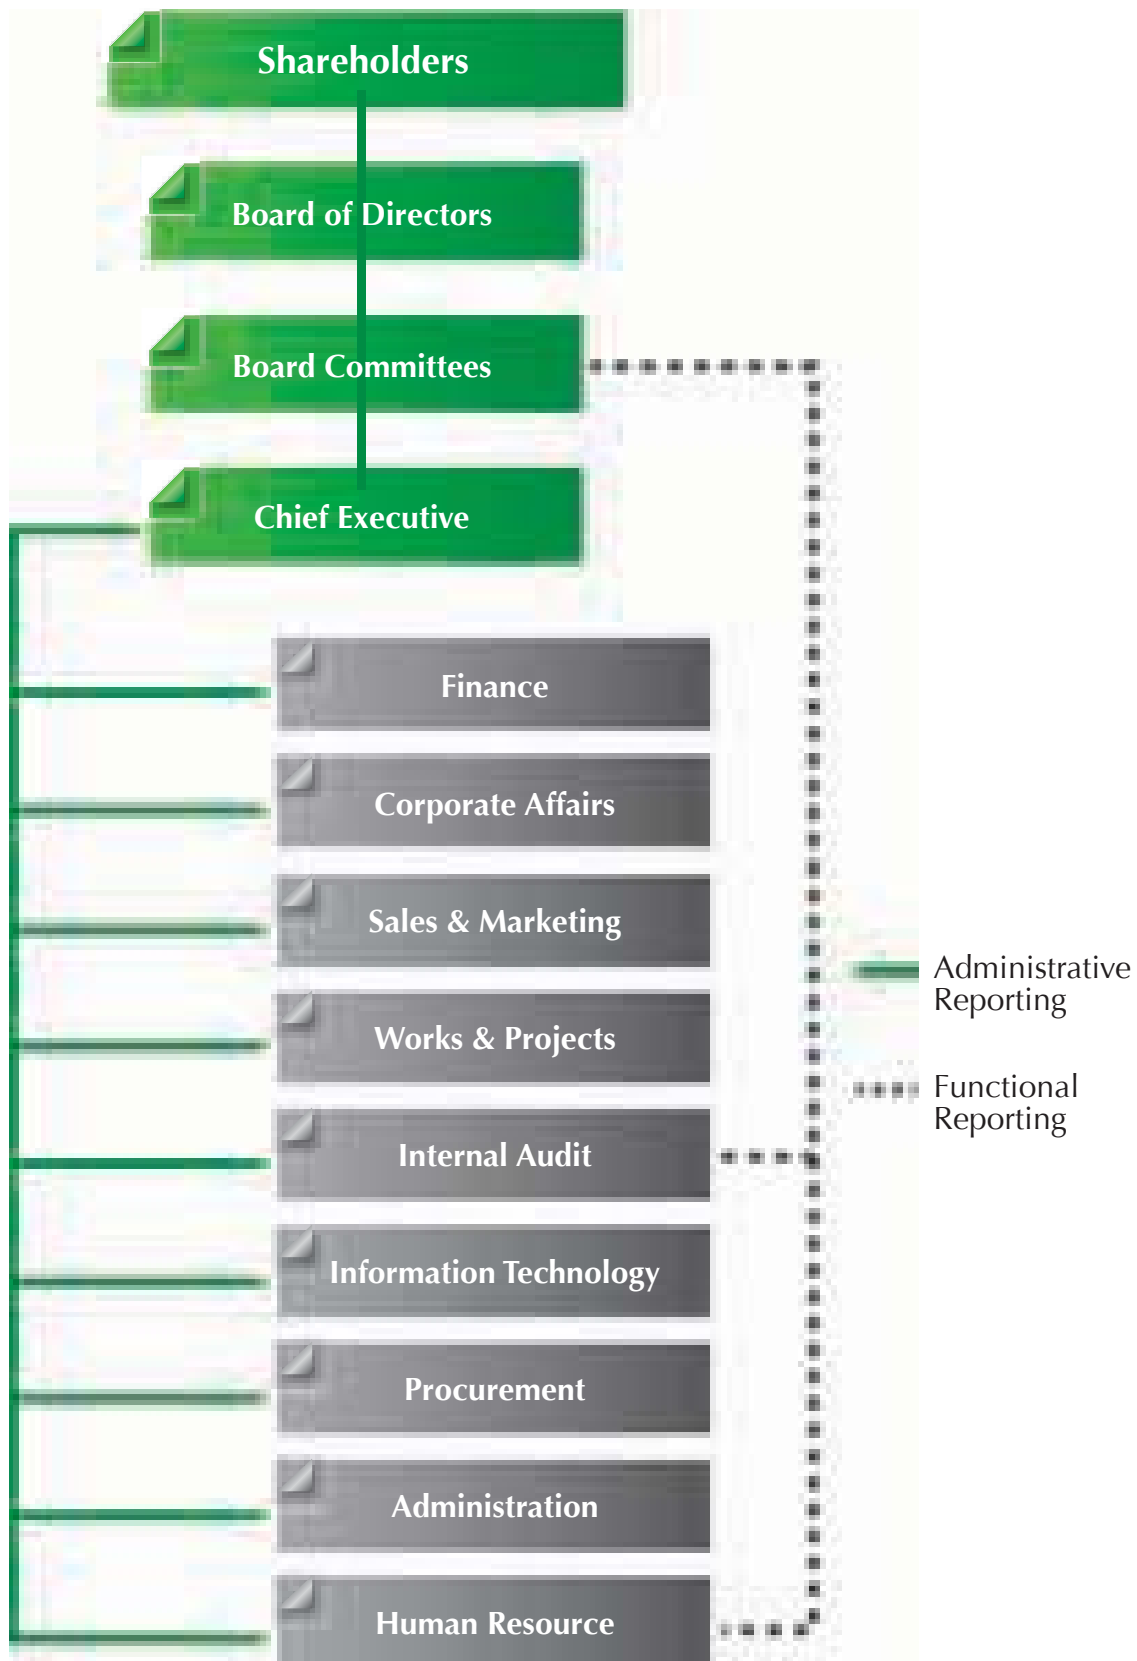 Shareholders
Board of Directors
Board Committees
Chief Executive
Finance
Corporate Affairs
Sales & Marketing
Works & Projects
Internal Audit
Information Technology
Procurement
Administration
Human Resource
Administrative
Reporting
Functional
Reporting